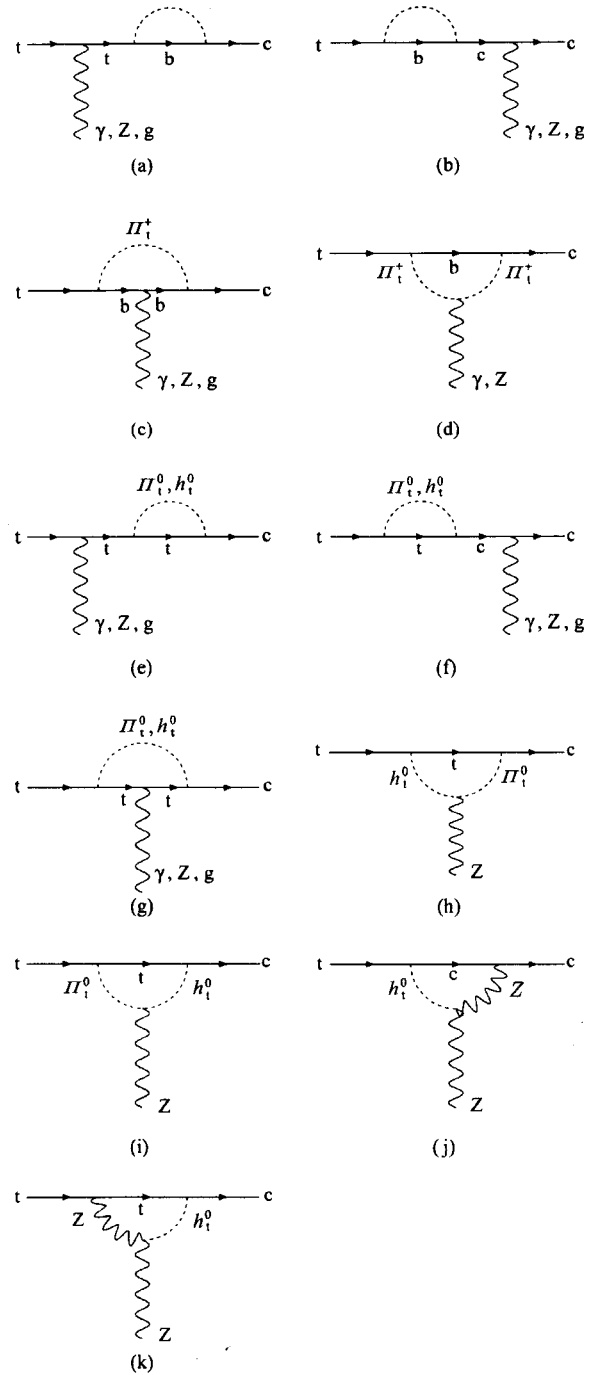 t t b c
γ, Z, g
(a)
t b c c
γ, Z, g
(b)
Π_t^+
t b b c
γ, Z, g
(c)
t c
Π_t^+ b Π_t^+
γ, Z
(d)
Π_t^0, h_t^0
t t t c
γ, Z, g
(e)
Π_t^0, h_t^0
t t c c
γ, Z, g
(f)
Π_t^0, h_t^0
t t t c
γ, Z, g
(g)
t c
h_t^0 t Π_t^0
Z
(h)
t c
Π_t^0 t h_t^0
Z
(i)
t c
h_t^0 c Z
Z
(j)
t c
Z t h_t^0
Z
(k)